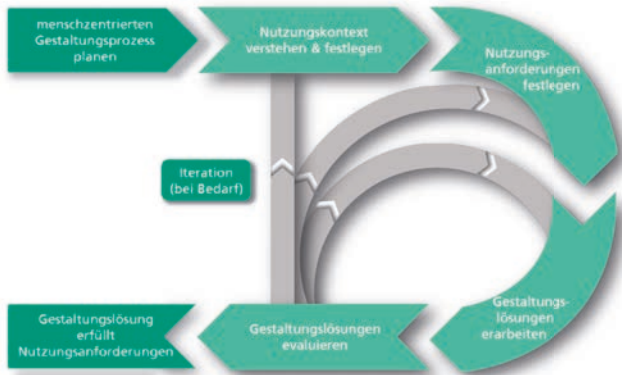 menschzentrierten
Gestaltungsprozess
planen
Nutzungskontext
verstehen & festlegen
Nutzungs-
anforderungen
festlegen
Iteration
(bei Bedarf)
Gestaltungs-
lösungen
erarbeiten
Gestaltungslösungen
evaluieren
Gestaltungslösung
erfüllt
Nutzungsanforderungen